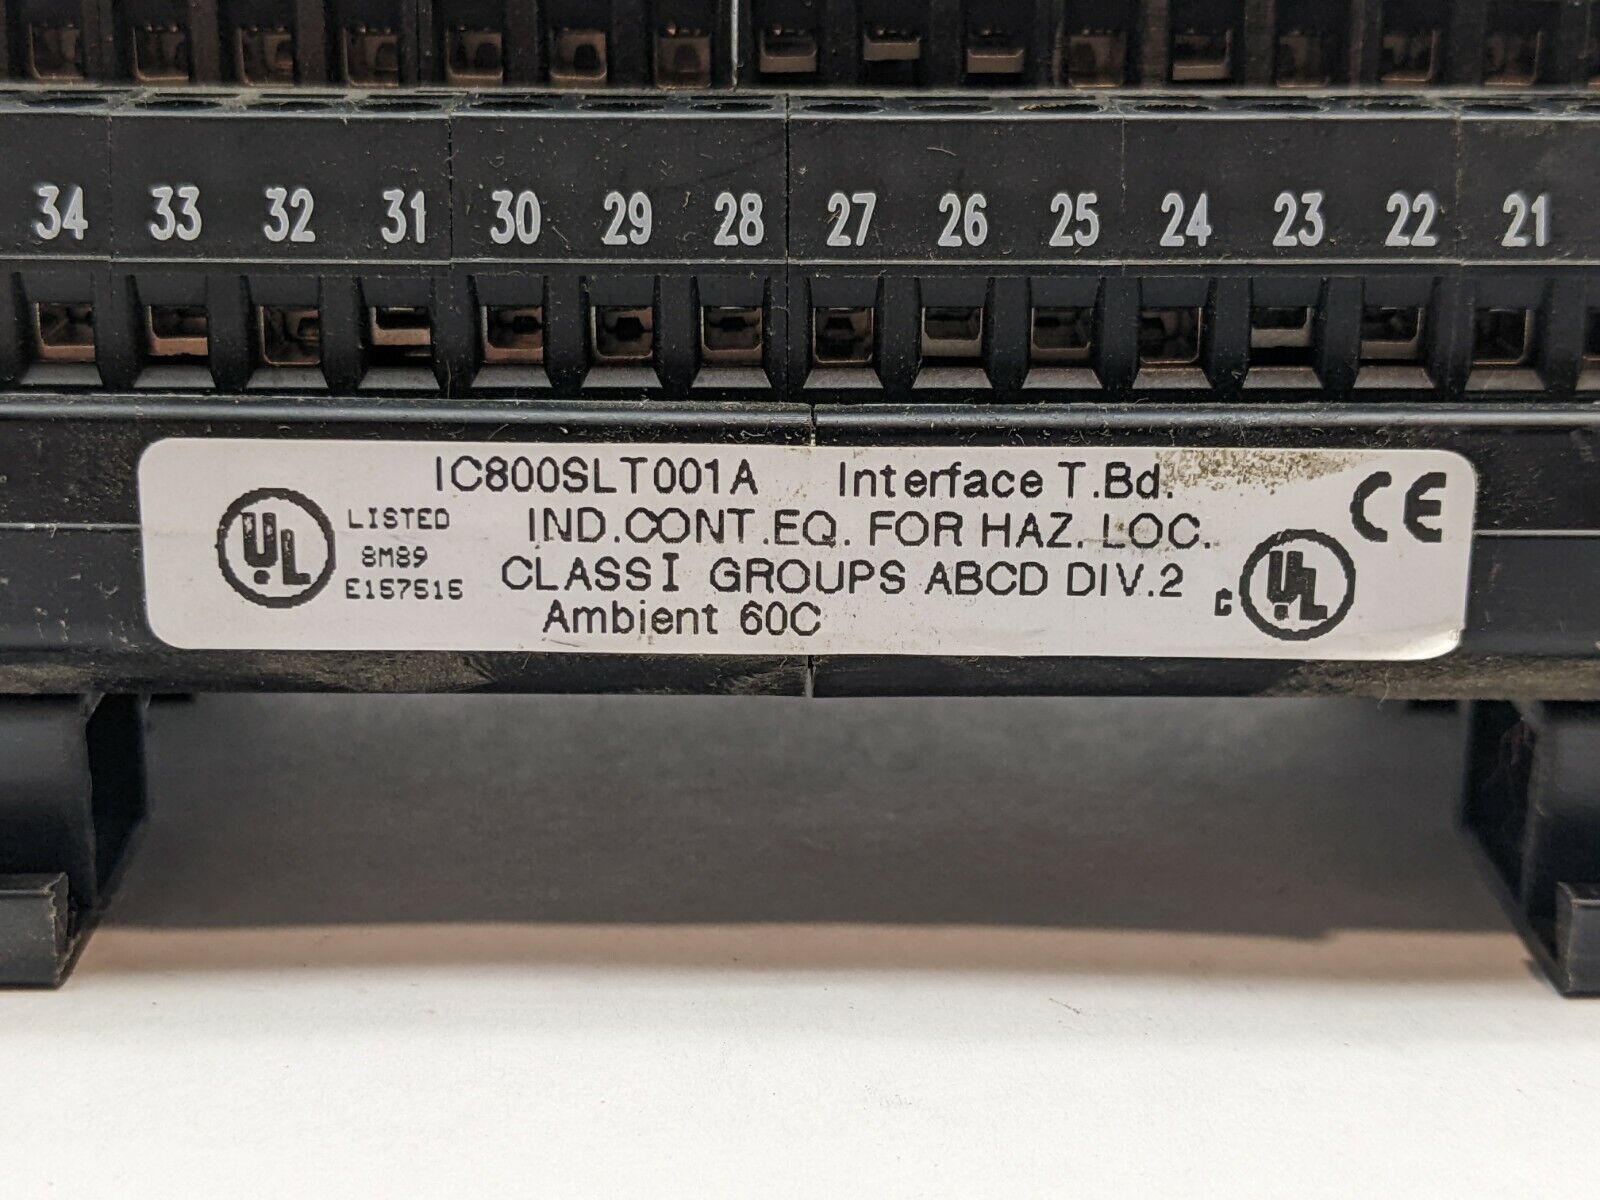 34 33 32 31 30 29 28 27 26 25 24 23 22 21
IC800SLT001A Interface T.Bd.
UL LISTED IND.CONT.EQ. FOR HAZ. LOC. CE
8M89
E157515 CLASS I GROUPS ABCD DIV.2 c UL
Ambient 60C